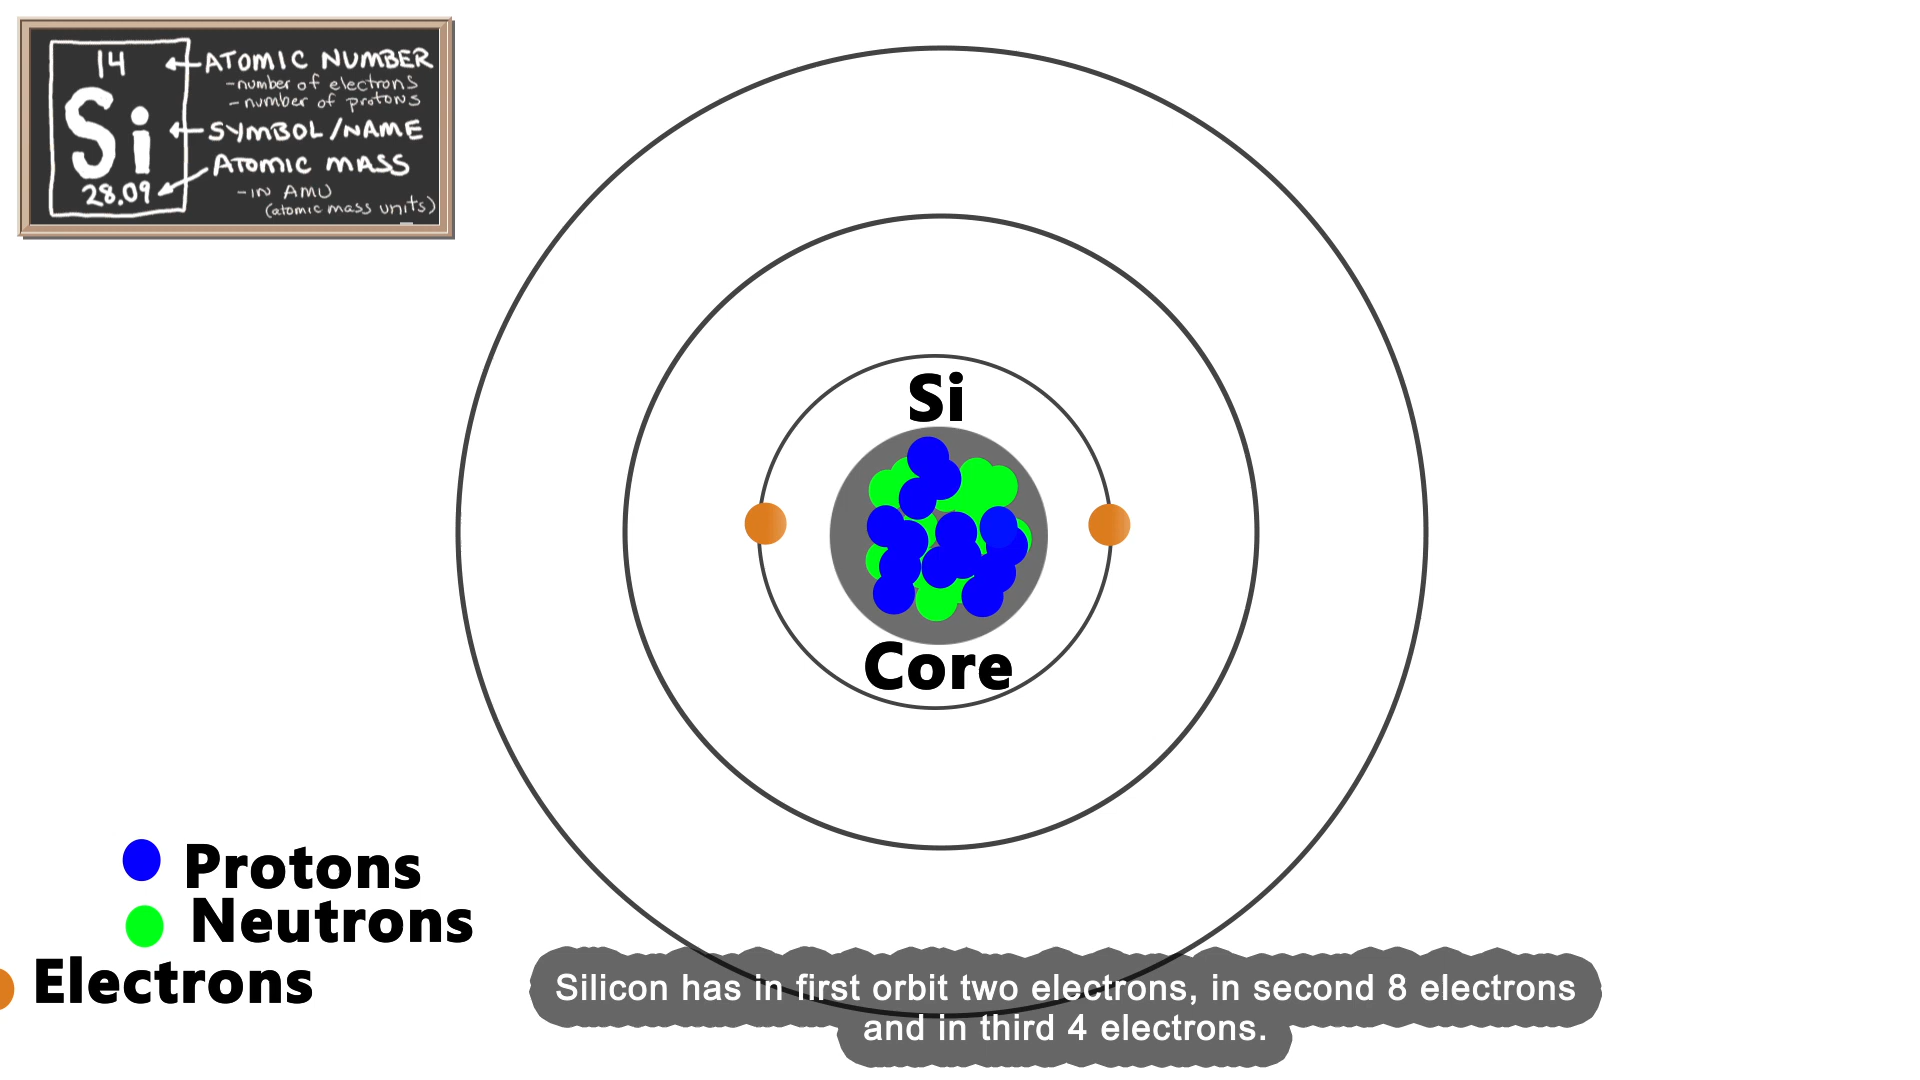 14
ATOMIC NUMBER
-number of electrons
- number of protons
Si
SYMBOL/NAME
ATOMIC MASS
28.09
-IN AMU
(atomic mass units)
Si
Core
Protons
Neutrons
Electrons
Silicon has in first orbit two electrons, in second 8 electrons
and in third 4 electrons.